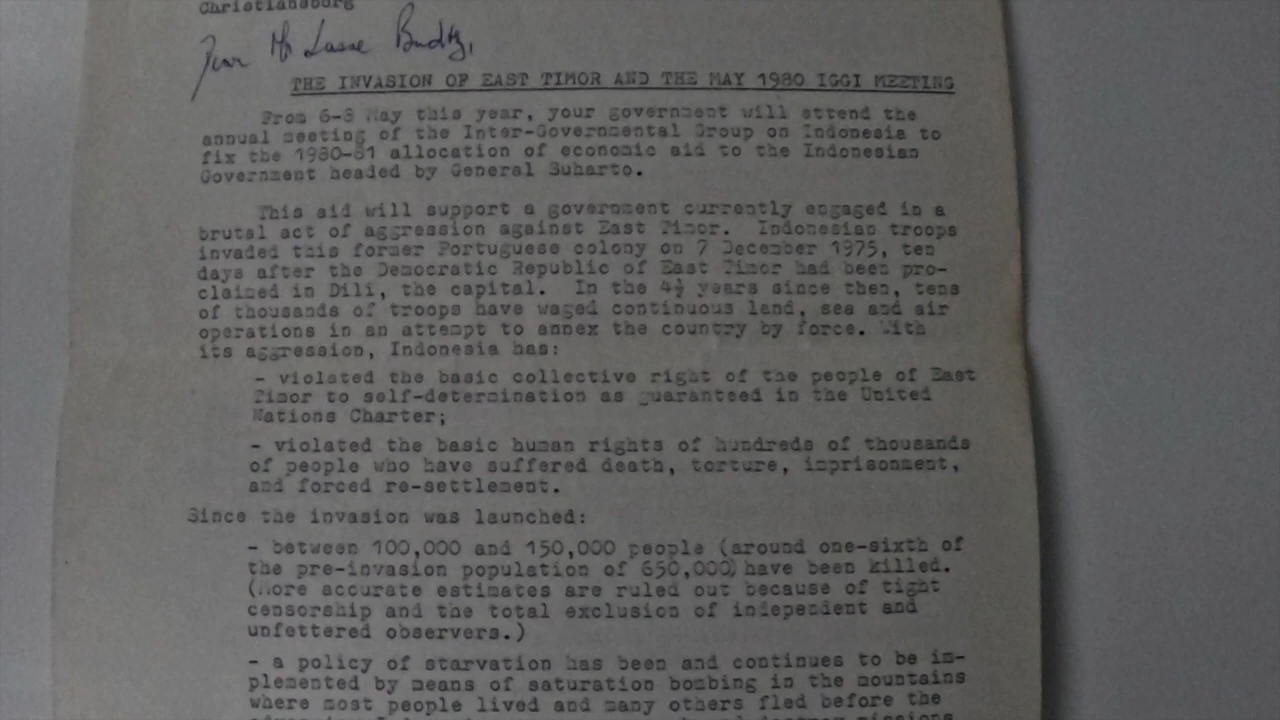 Christiansborg
Dear Mr Lasse Budtz,
THE INVASION OF EAST TIMOR AND THE MAY 1980 IGGI MEETING
From 6-8 May this year, your government will attend the
annual meeting of the Inter-Governmental Group on Indonesia to
fix the 1980-81 allocation of economic aid to the Indonesian
Government headed by General Suharto.
This aid will support a government currently engaged in a
brutal act of aggression against East Timor. Indonesian troops
invaded this former Portuguese colony on 7 December 1975, ten
days after the Democratic Republic of East Timor had been pro-
claimed in Dili, the capital. In the 4½ years since then, tens
of thousands of troops have waged continuous land, sea and air
operations in an attempt to annex the country by force. With
its aggression, Indonesia has:
- violated the basic collective right of the people of East
Timor to self-determination as guaranteed in the United
Nations Charter;
- violated the basic human rights of hundreds of thousands
of people who have suffered death, torture, imprisonment,
and forced re-settlement.
Since the invasion was launched:
- between 100,000 and 150,000 people (around one-sixth of
the pre-invasion population of 650,000) have been killed.
(More accurate estimates are ruled out because of tight
censorship and the total exclusion of independent and
unfettered observers.)
- a policy of starvation has been and continues to be im-
plemented by means of saturation bombing in the mountains
where most people lived and many others fled before the